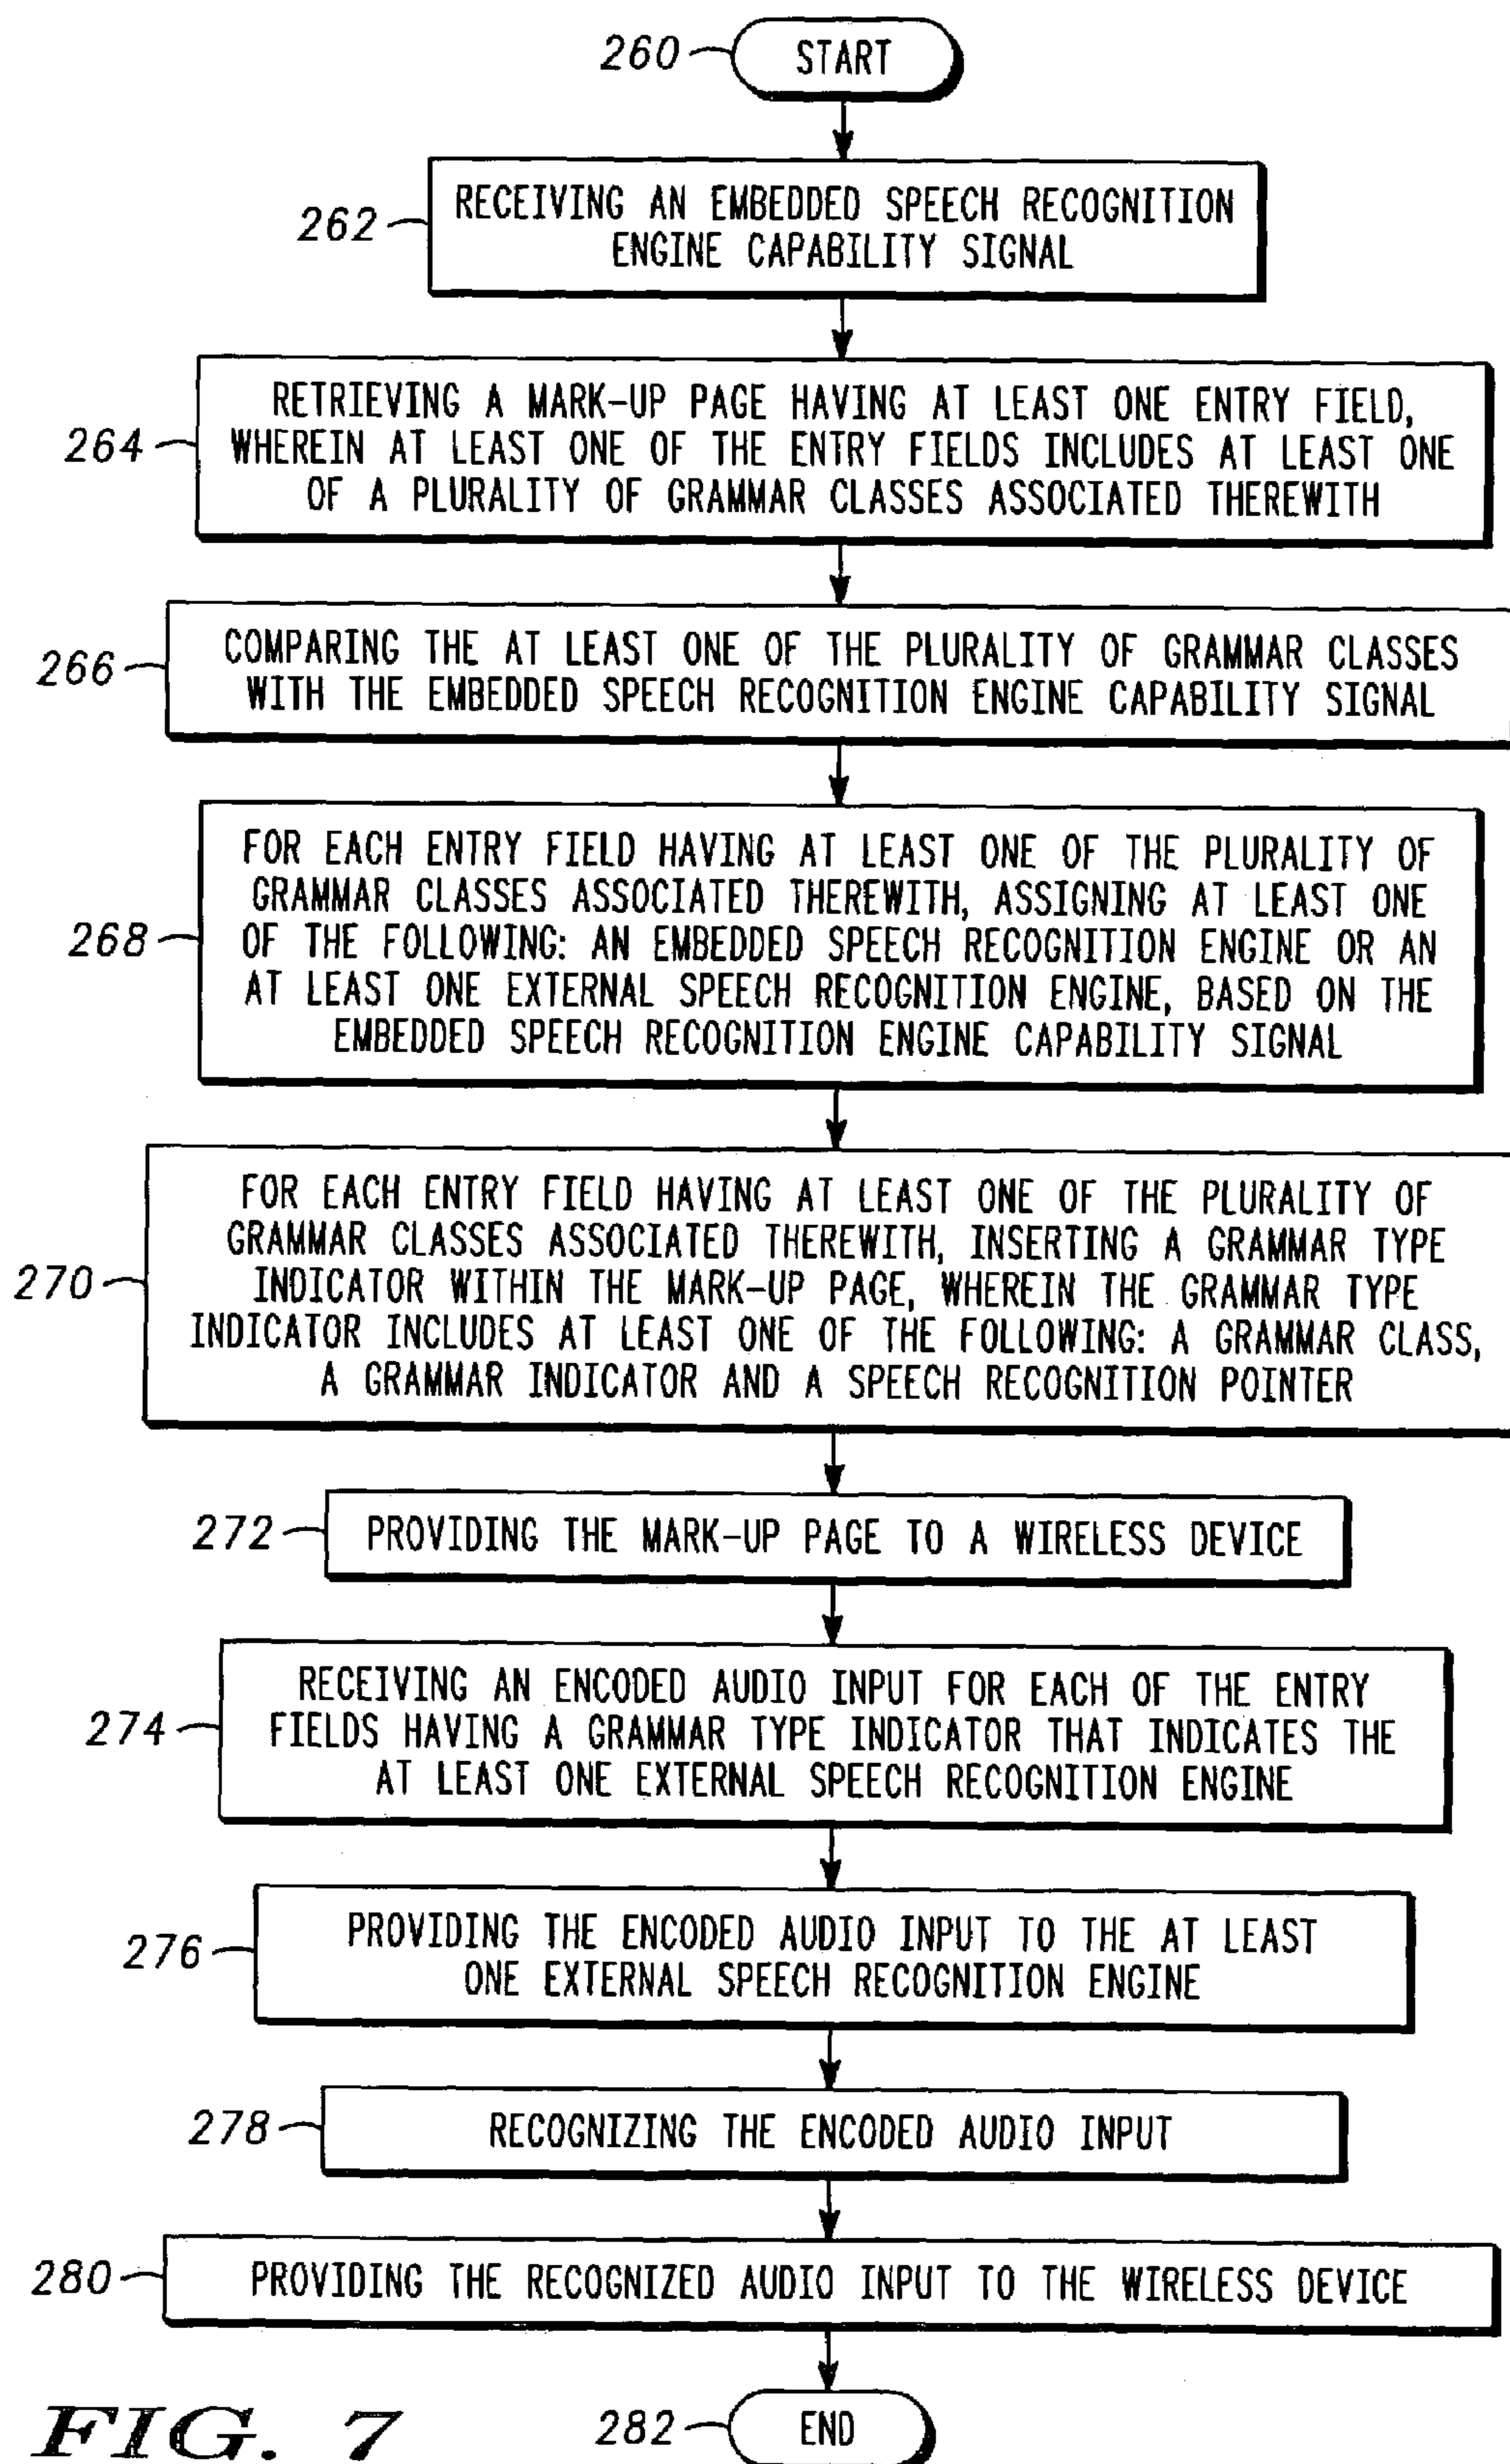 260
START
262
RECEIVING AN EMBEDDED SPEECH RECOGNITION
ENGINE CAPABILITY SIGNAL
264
RETRIEVING A MARK-UP PAGE HAVING AT LEAST ONE ENTRY FIELD,
WHEREIN AT LEAST ONE OF THE ENTRY FIELDS INCLUDES AT LEAST ONE
OF A PLURALITY OF GRAMMAR CLASSES ASSOCIATED THEREWITH
266
COMPARING THE AT LEAST ONE OF THE PLURALITY OF GRAMMAR CLASSES
WITH THE EMBEDDED SPEECH RECOGNITION ENGINE CAPABILITY SIGNAL
268
FOR EACH ENTRY FIELD HAVING AT LEAST ONE OF THE PLURALITY OF
GRAMMAR CLASSES ASSOCIATED THEREWITH, ASSIGNING AT LEAST ONE
OF THE FOLLOWING: AN EMBEDDED SPEECH RECOGNITION ENGINE OR AN
AT LEAST ONE EXTERNAL SPEECH RECOGNITION ENGINE, BASED ON THE
EMBEDDED SPEECH RECOGNITION ENGINE CAPABILITY SIGNAL
270
FOR EACH ENTRY FIELD HAVING AT LEAST ONE OF THE PLURALITY OF
GRAMMAR CLASSES ASSOCIATED THEREWITH, INSERTING A GRAMMAR TYPE
INDICATOR WITHIN THE MARK-UP PAGE, WHEREIN THE GRAMMAR TYPE
INDICATOR INCLUDES AT LEAST ONE OF THE FOLLOWING: A GRAMMAR CLASS,
A GRAMMAR INDICATOR AND A SPEECH RECOGNITION POINTER
272
PROVIDING THE MARK-UP PAGE TO A WIRELESS DEVICE
274
RECEIVING AN ENCODED AUDIO INPUT FOR EACH OF THE ENTRY
FIELDS HAVING A GRAMMAR TYPE INDICATOR THAT INDICATES THE
AT LEAST ONE EXTERNAL SPEECH RECOGNITION ENGINE
276
PROVIDING THE ENCODED AUDIO INPUT TO THE AT LEAST
ONE EXTERNAL SPEECH RECOGNITION ENGINE
278
RECOGNIZING THE ENCODED AUDIO INPUT
280
PROVIDING THE RECOGNIZED AUDIO INPUT TO THE WIRELESS DEVICE
282
END
FIG. 7